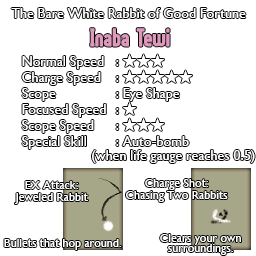 The Bare White Rabbit of Good Fortune
Inaba Tewi
Normal Speed : ☆☆☆
Charge Speed : ☆☆☆☆☆
Scope : Eye Shape
Focused Speed : ☆
Scope Speed : ☆☆☆
Special Skill : Auto-bomb
(when life gauge reaches 0.5)
EX Attack:
Jeweled Rabbit
Bullets that hop around.
Charge Shot:
Chasing Two Rabbits
Clears your own
surroundings.